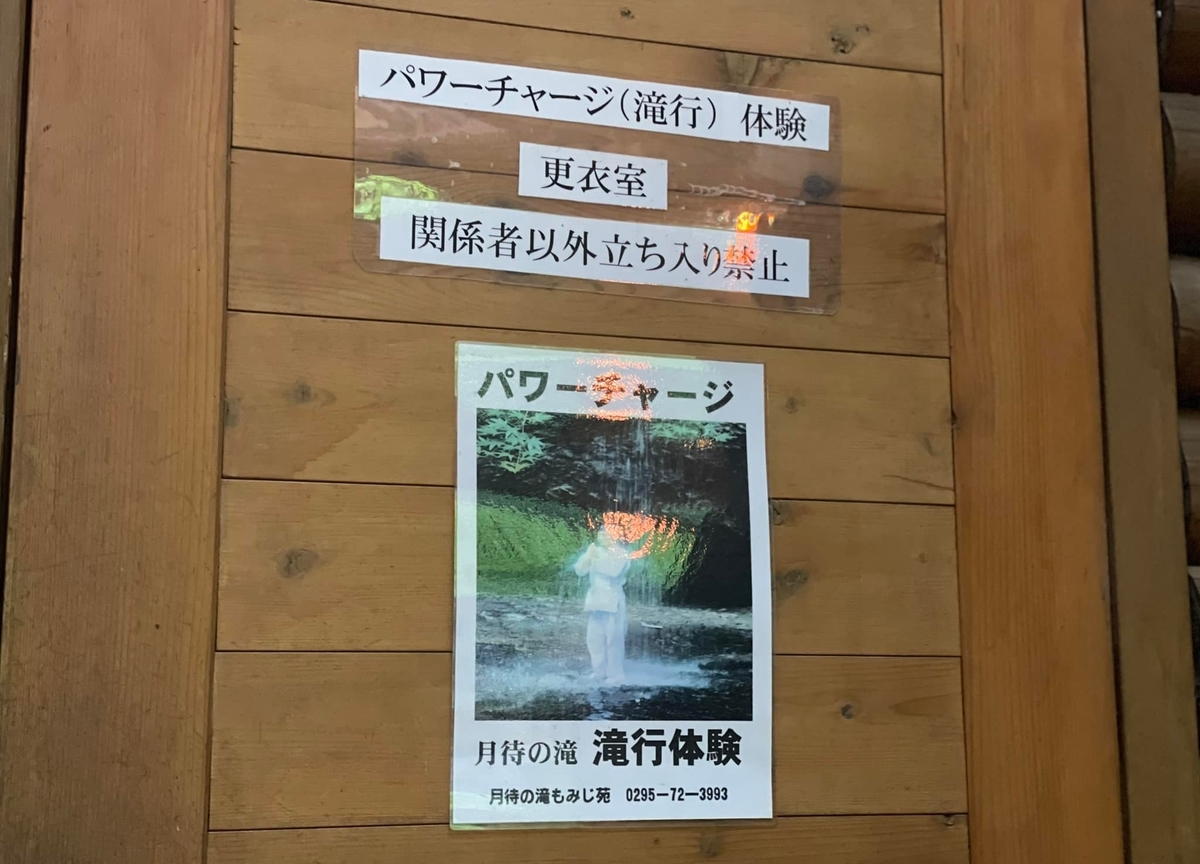 パワーチャージ（滝行）体験
更衣室
関係者以外立ち入り禁止
パワーチャージ
月待の滝 滝行体験
月待の滝もみじ苑 0295－72－3993